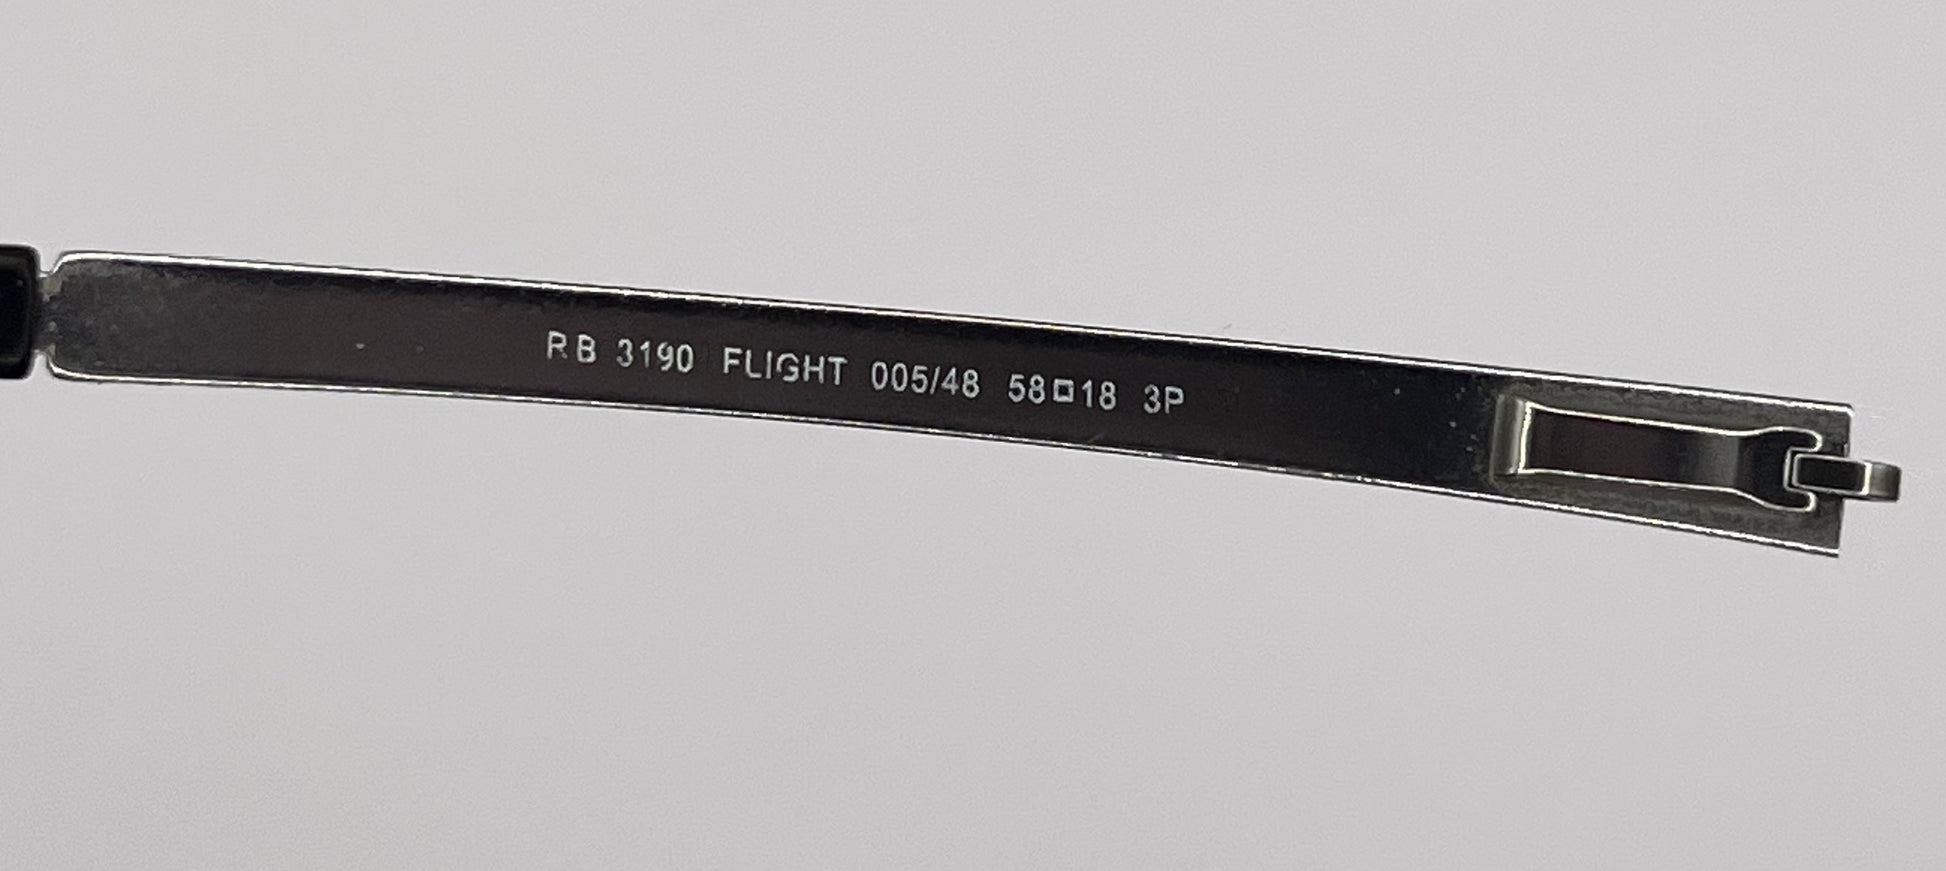 RB 3190 FLIGHT 005/48 58□18 3P